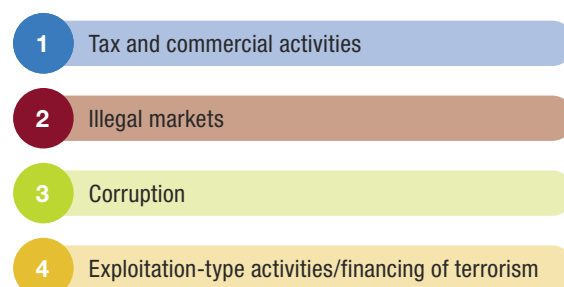 1 Tax and commercial activities
2 Illegal markets
3 Corruption
4 Exploitation-type activities/financing of terrorism